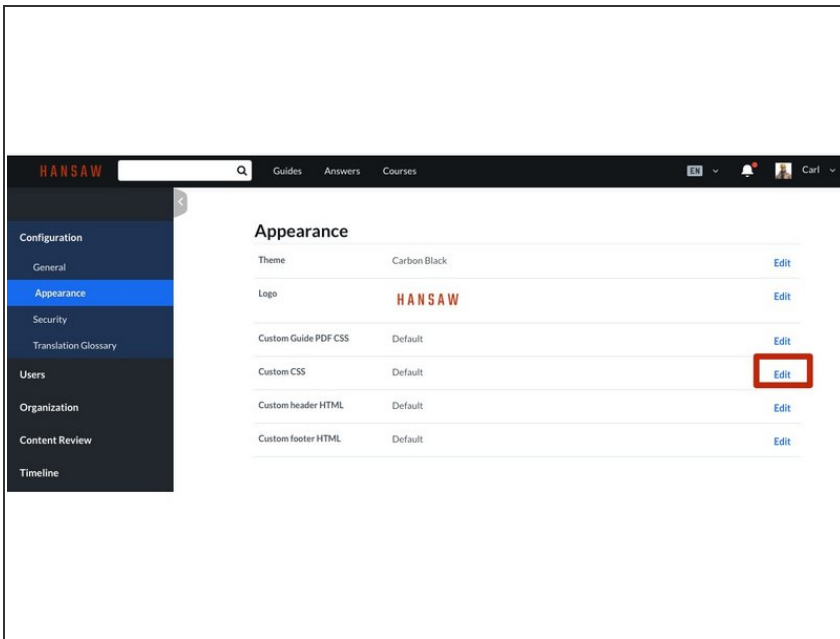 HANSAW Guides Answers Courses EN Carl
Configuration
General
Appearance
Security
Translation Glossary
Users
Organization
Content Review
Timeline
Appearance
Theme Carbon Black Edit
Logo HANSAW Edit
Custom Guide PDF CSS Default Edit
Custom CSS Default Edit
Custom header HTML Default Edit
Custom footer HTML Default Edit